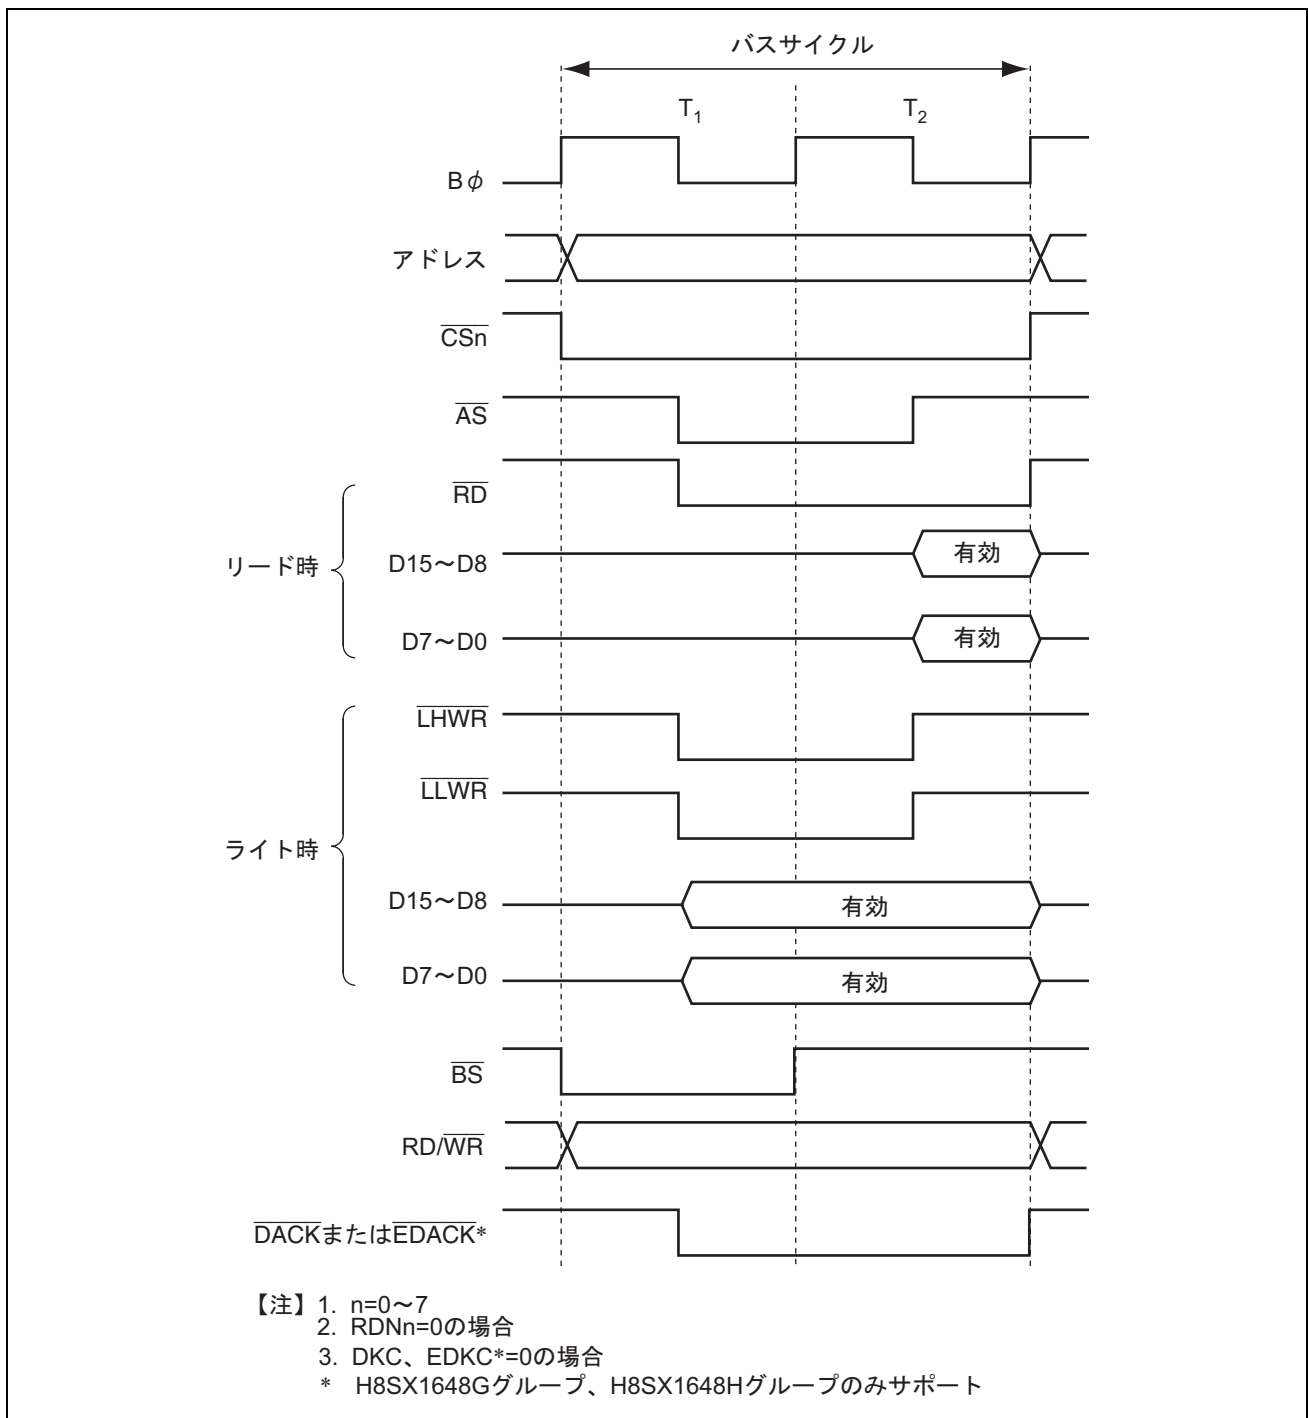 バスサイクル
T1 T2
Bφ
アドレス
CSn
AS
RD
リード時
D15～D8 有効
D7～D0 有効
LHWR
LLWR
ライト時
D15～D8 有効
D7～D0 有効
BS
RD/WR
DACKまたはEDACK*
【注】1. n=0～7
2. RDNn=0の場合
3. DKC、EDKC*=0の場合
* H8SX1648Gグループ、H8SX1648Hグループのみサポート